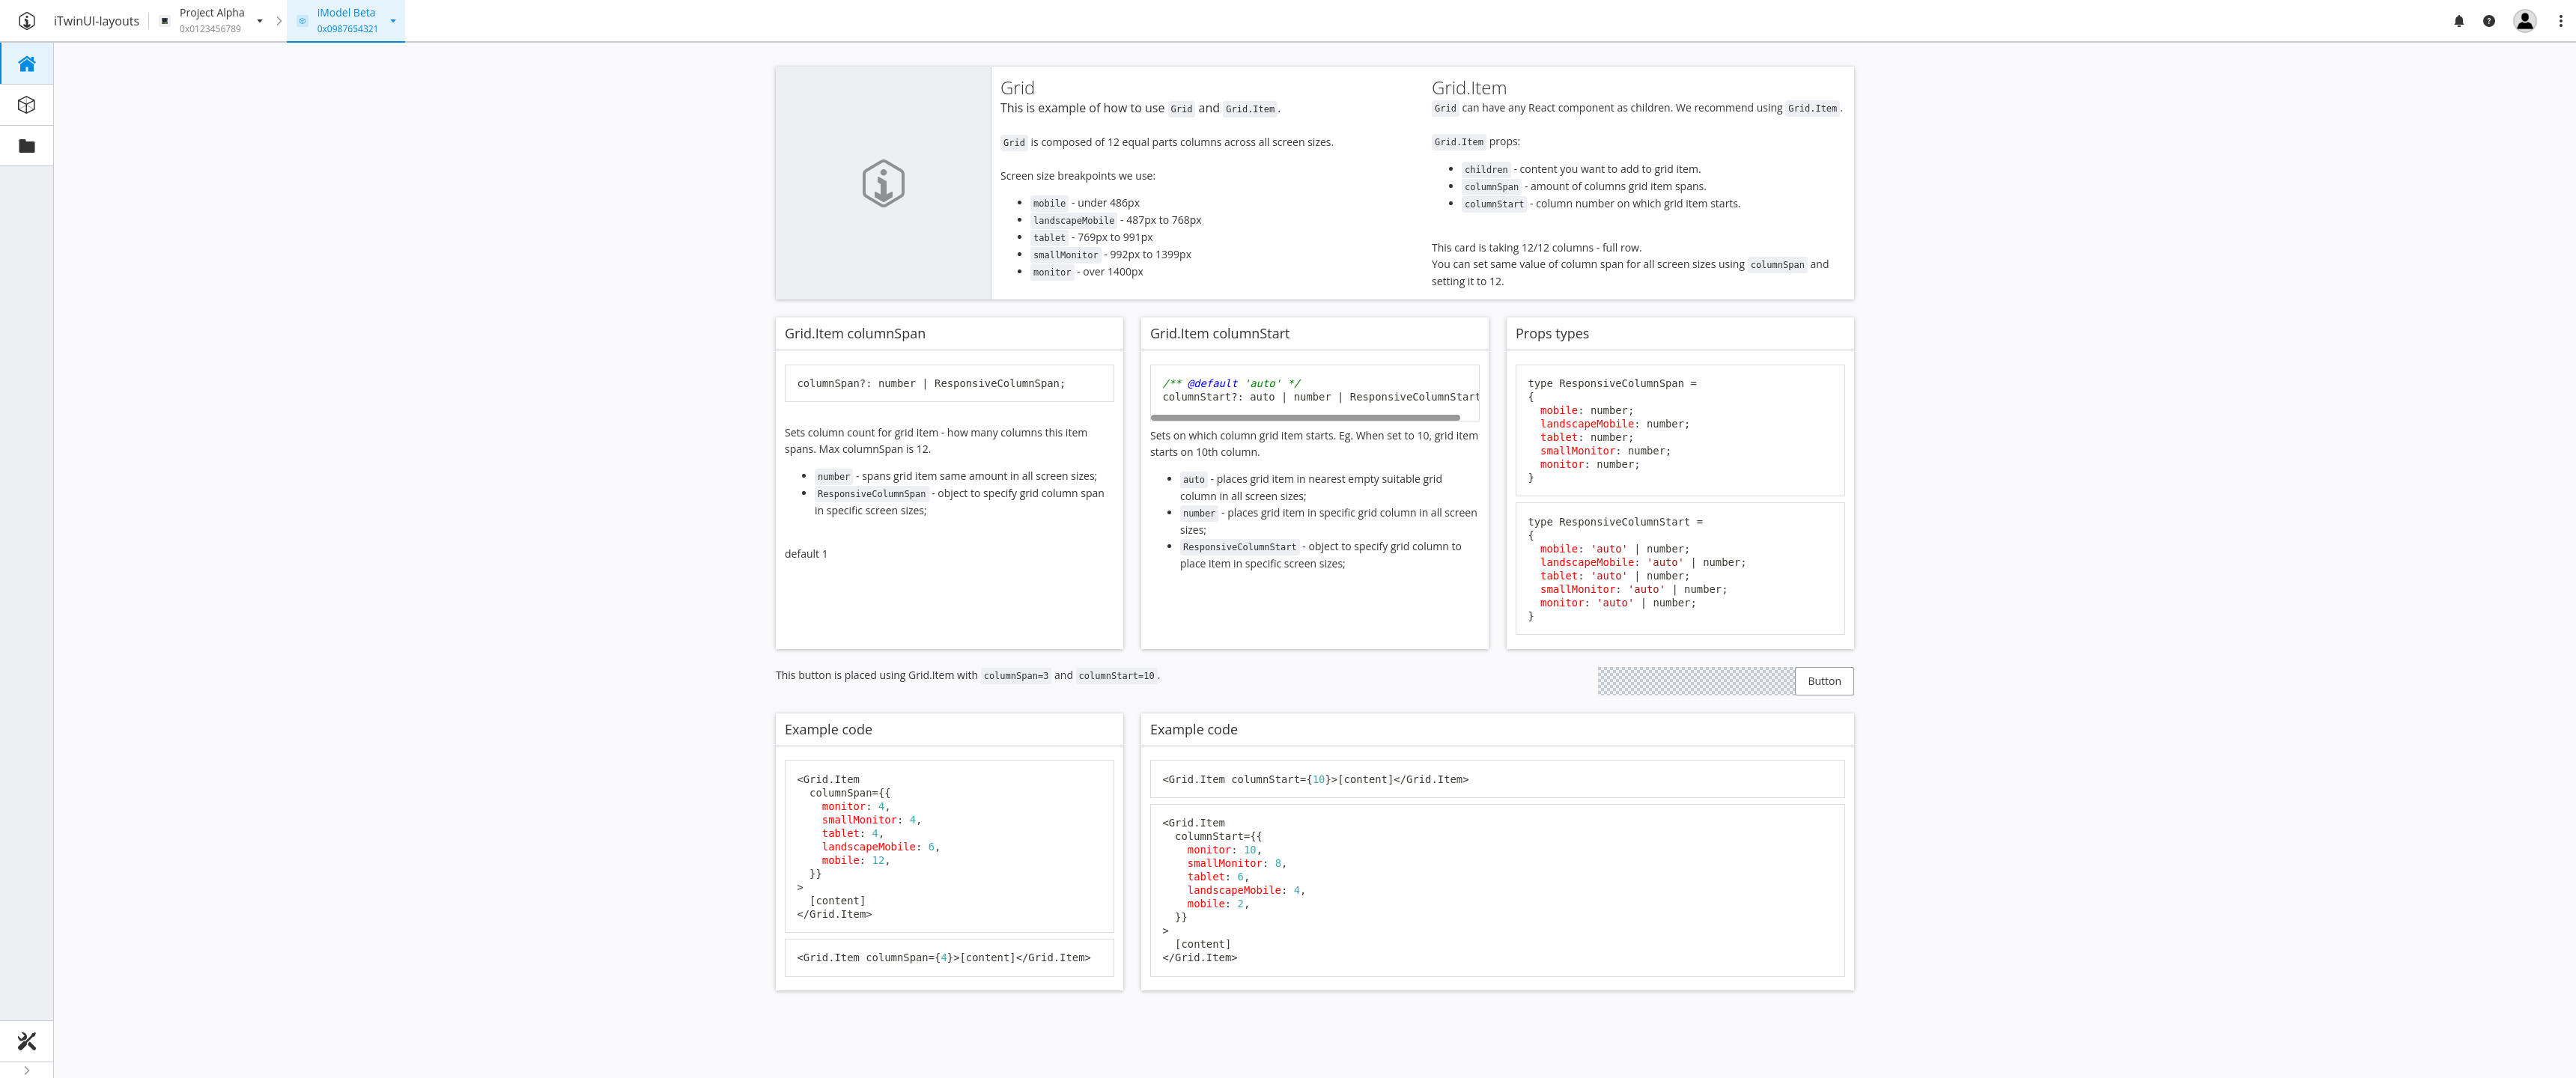 iTwinUI-layouts
Project Alpha
0x0123456789
iModel Beta
0x0987654321
Grid
This is example of how to use Grid and Grid.Item.
Grid is composed of 12 equal parts columns across all screen sizes.
Screen size breakpoints we use:
mobile - under 486px
landscapeMobile - 487px to 768px
tablet - 769px to 991px
smallMonitor - 992px to 1399px
monitor - over 1400px
Grid.Item
Grid can have any React component as children. We recommend using Grid.Item.
Grid.Item props:
children - content you want to add to grid item.
columnSpan - amount of columns grid item spans.
columnStart - column number on which grid item starts.
This card is taking 12/12 columns - full row.
You can set same value of column span for all screen sizes using columnSpan and
setting it to 12.
Grid.Item columnSpan
columnSpan?: number | ResponsiveColumnSpan;
Sets column count for grid item - how many columns this item
spans. Max columnSpan is 12.
number - spans grid item same amount in all screen sizes;
ResponsiveColumnSpan - object to specify grid column span
in specific screen sizes;
default 1
Grid.Item columnStart
/** @default 'auto' */
columnStart?: auto | number | ResponsiveColumnStart
Sets on which column grid item starts. Eg. When set to 10, grid item
starts on 10th column.
auto - places grid item in nearest empty suitable grid
column in all screen sizes;
number - places grid item in specific grid column in all screen
sizes;
ResponsiveColumnStart - object to specify grid column to
place item in specific screen sizes;
Props types
type ResponsiveColumnSpan =
{
mobile: number;
landscapeMobile: number;
tablet: number;
smallMonitor: number;
monitor: number;
}
type ResponsiveColumnStart =
{
mobile: 'auto' | number;
landscapeMobile: 'auto' | number;
tablet: 'auto' | number;
smallMonitor: 'auto' | number;
monitor: 'auto' | number;
}
This button is placed using Grid.Item with columnSpan=3 and columnStart=10.
Button
Example code
<Grid.Item
columnSpan={{
monitor: 4,
smallMonitor: 4,
tablet: 4,
landscapeMobile: 6,
mobile: 12,
}}
>
[content]
</Grid.Item>
<Grid.Item columnSpan={4}>[content]</Grid.Item>
Example code
<Grid.Item columnStart={10}>[content]</Grid.Item>
<Grid.Item
columnStart={{
monitor: 10,
smallMonitor: 8,
tablet: 6,
landscapeMobile: 4,
mobile: 2,
}}
>
[content]
</Grid.Item>